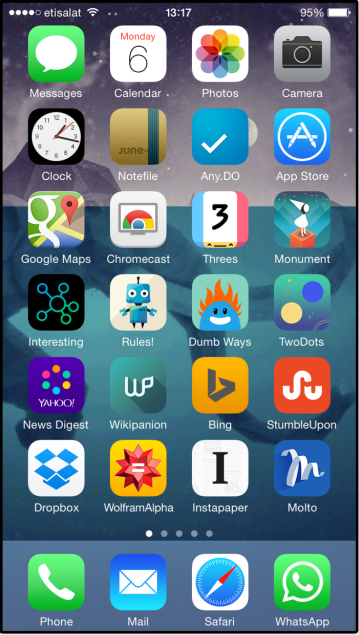 etisalat 13:17 95%
Monday
6
Messages Calendar Photos Camera
JUNE
Clock Notefile Any.DO App Store
3
Google Maps Chromecast Threes Monument
Interesting Rules! Dumb Ways TwoDots
YAHOO! WP
News Digest Wikipanion Bing StumbleUpon
I
Dropbox WolframAlpha Instapaper Molto
Phone Mail Safari WhatsApp